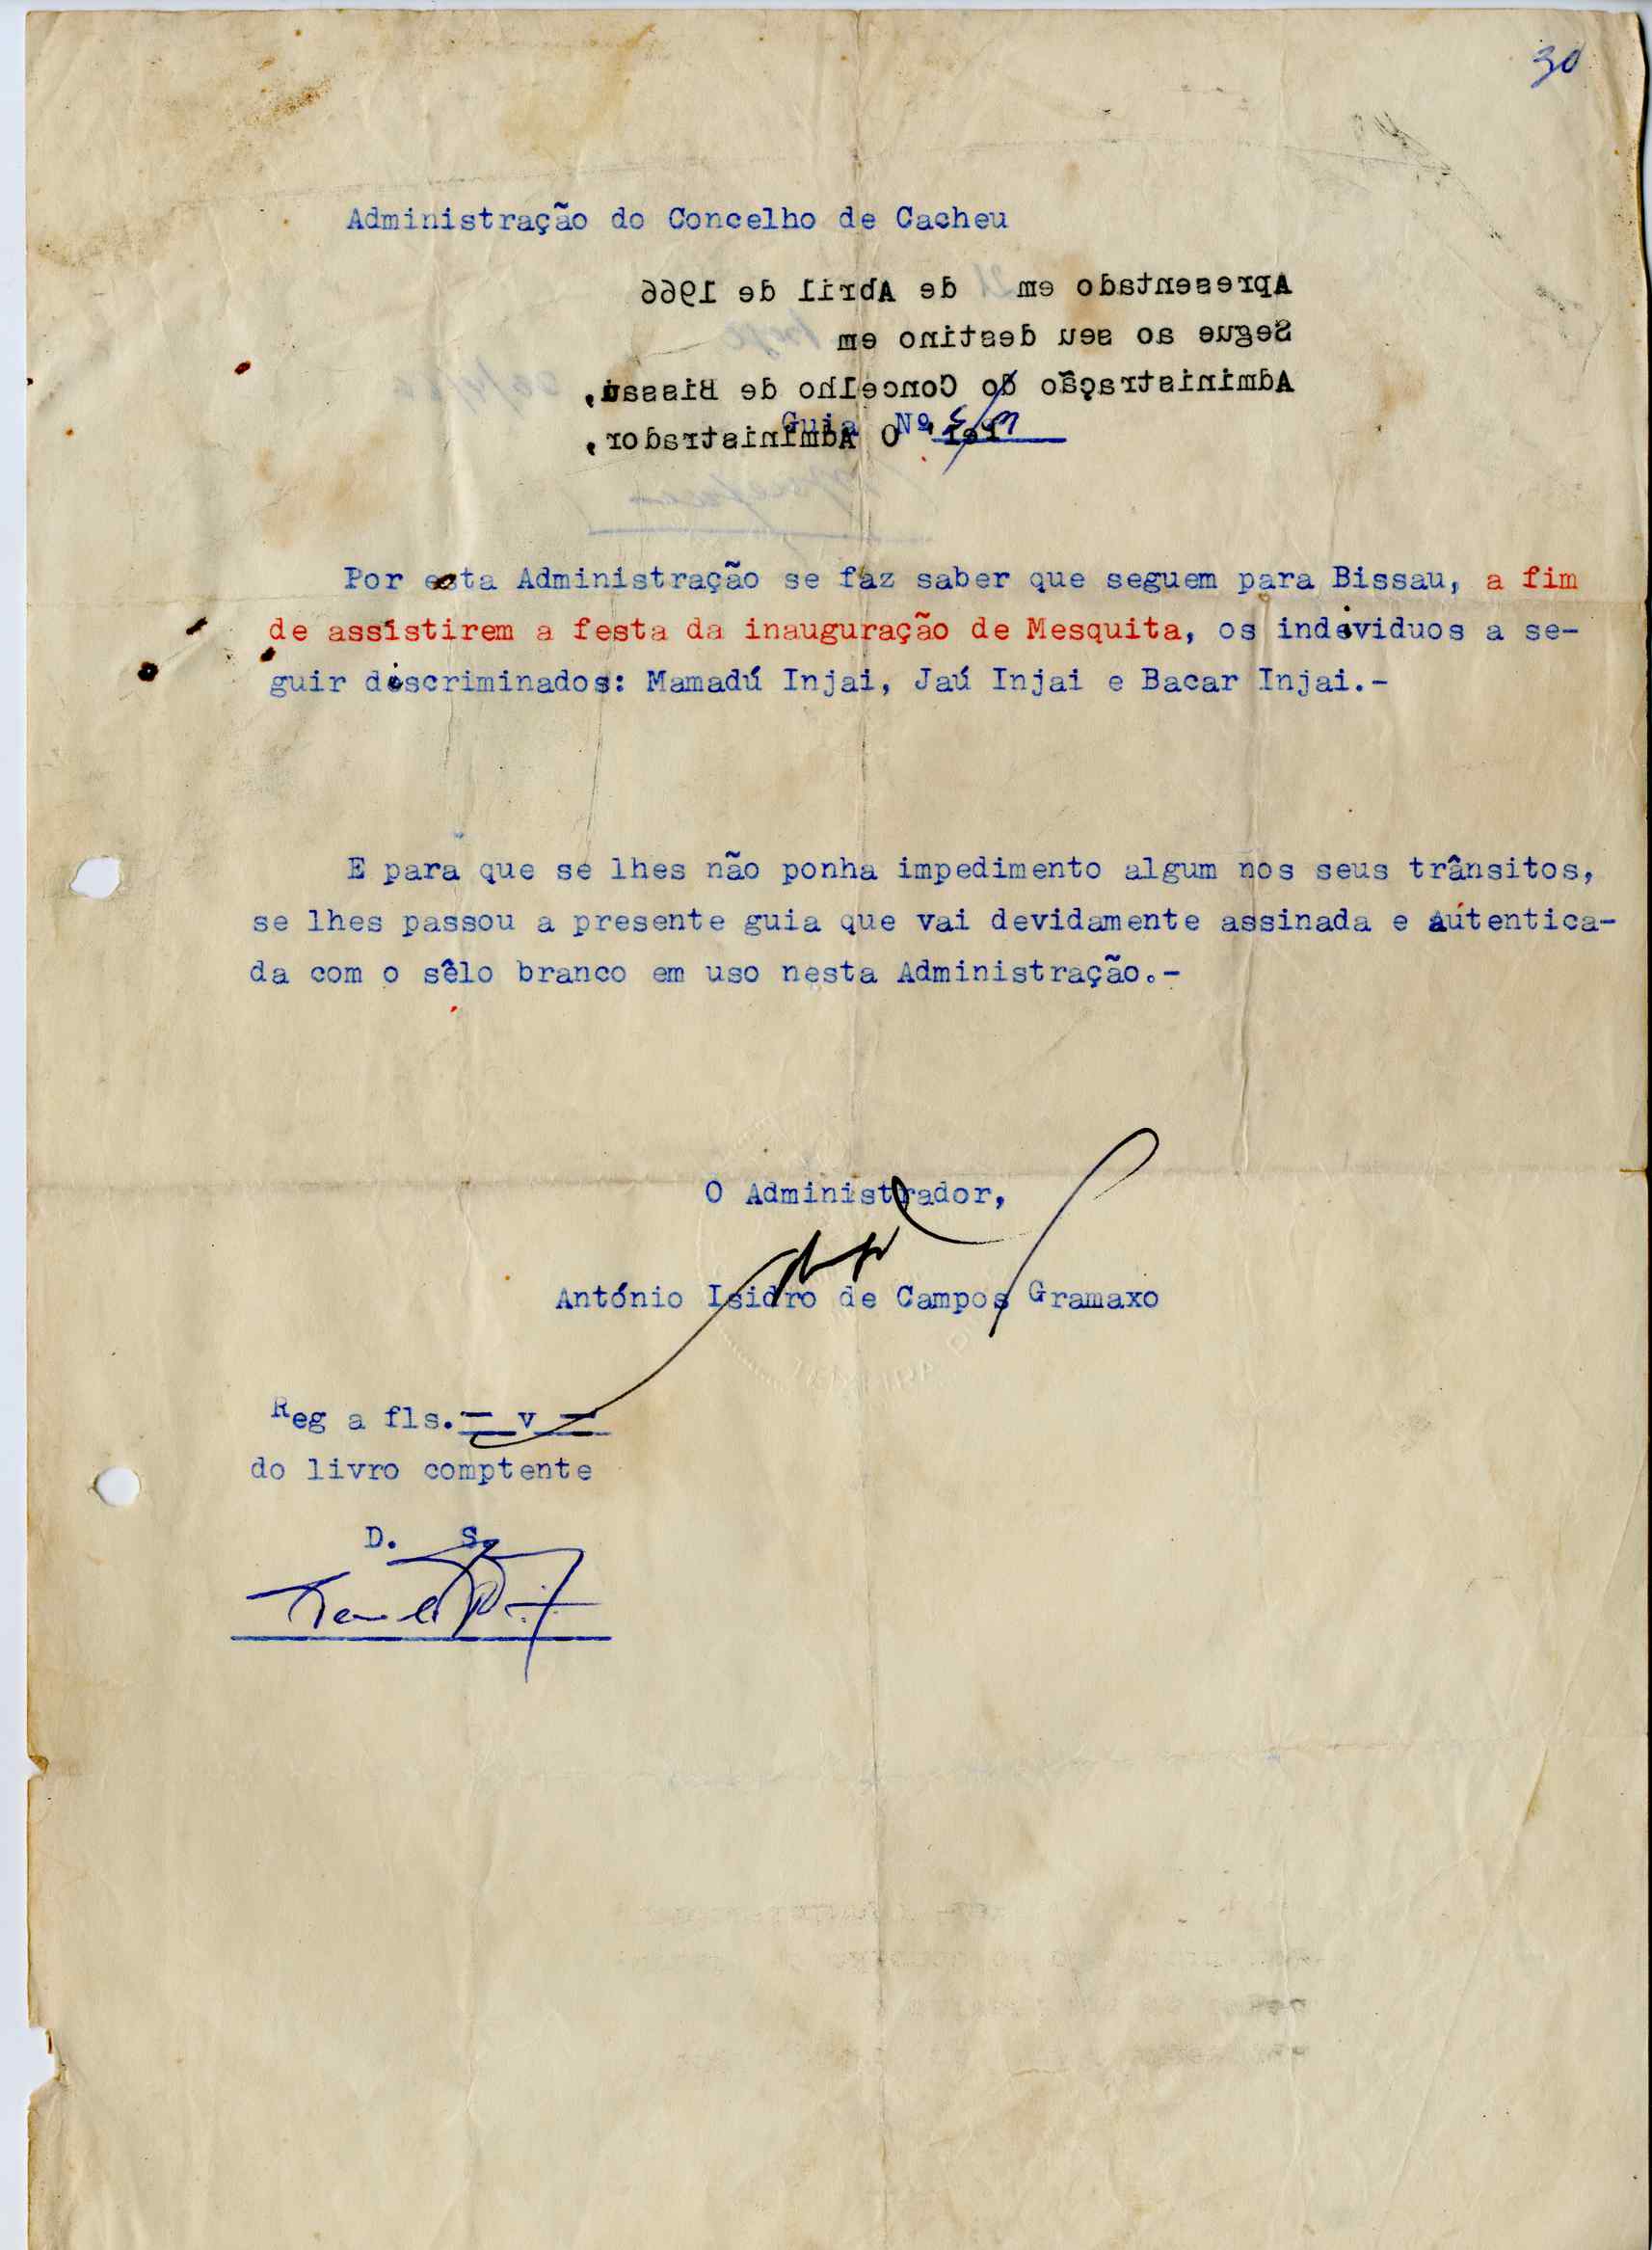 30
Administração do Concelho de Cacheu
Apresentado em 21 de Abril de 1966
Segue ao seu destino em
Administração do Concelho de Bissau,
Guia Nº s/n
O Administrador,
Por esta Administração se faz saber que seguem para Bissau, a fim
de assistirem a festa da inauguração de Mesquita, os individuos a se-
guir discriminados: Mamadú Injai, Jaú Injai e Bacar Injai.-
E para que se lhes não ponha impedimento algum nos seus trânsitos,
se lhes passou a presente guia que vai devidamente assinada e aútentica-
da com o sêlo branco em uso nesta Administração.-
O Administrador,
António Isidro de Campos Gramaxo
Reg a fls.— v —
do livro comptente
D. S.